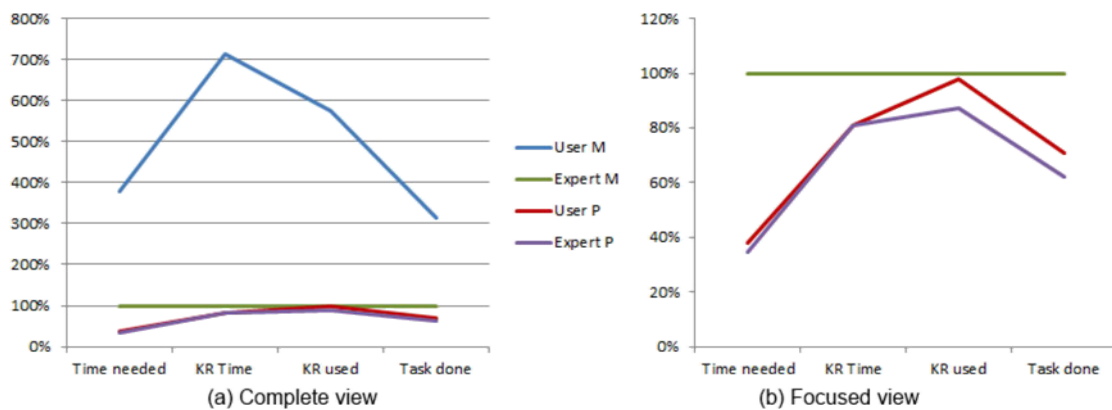 800%
700%
600%
500%
400%
300%
200%
100%
0%
Time needed KR Time KR used Task done
(a) Complete view
User M
Expert M
User P
Expert P
120%
100%
80%
60%
40%
20%
0%
Time needed KR Time KR used Task done
(b) Focused view